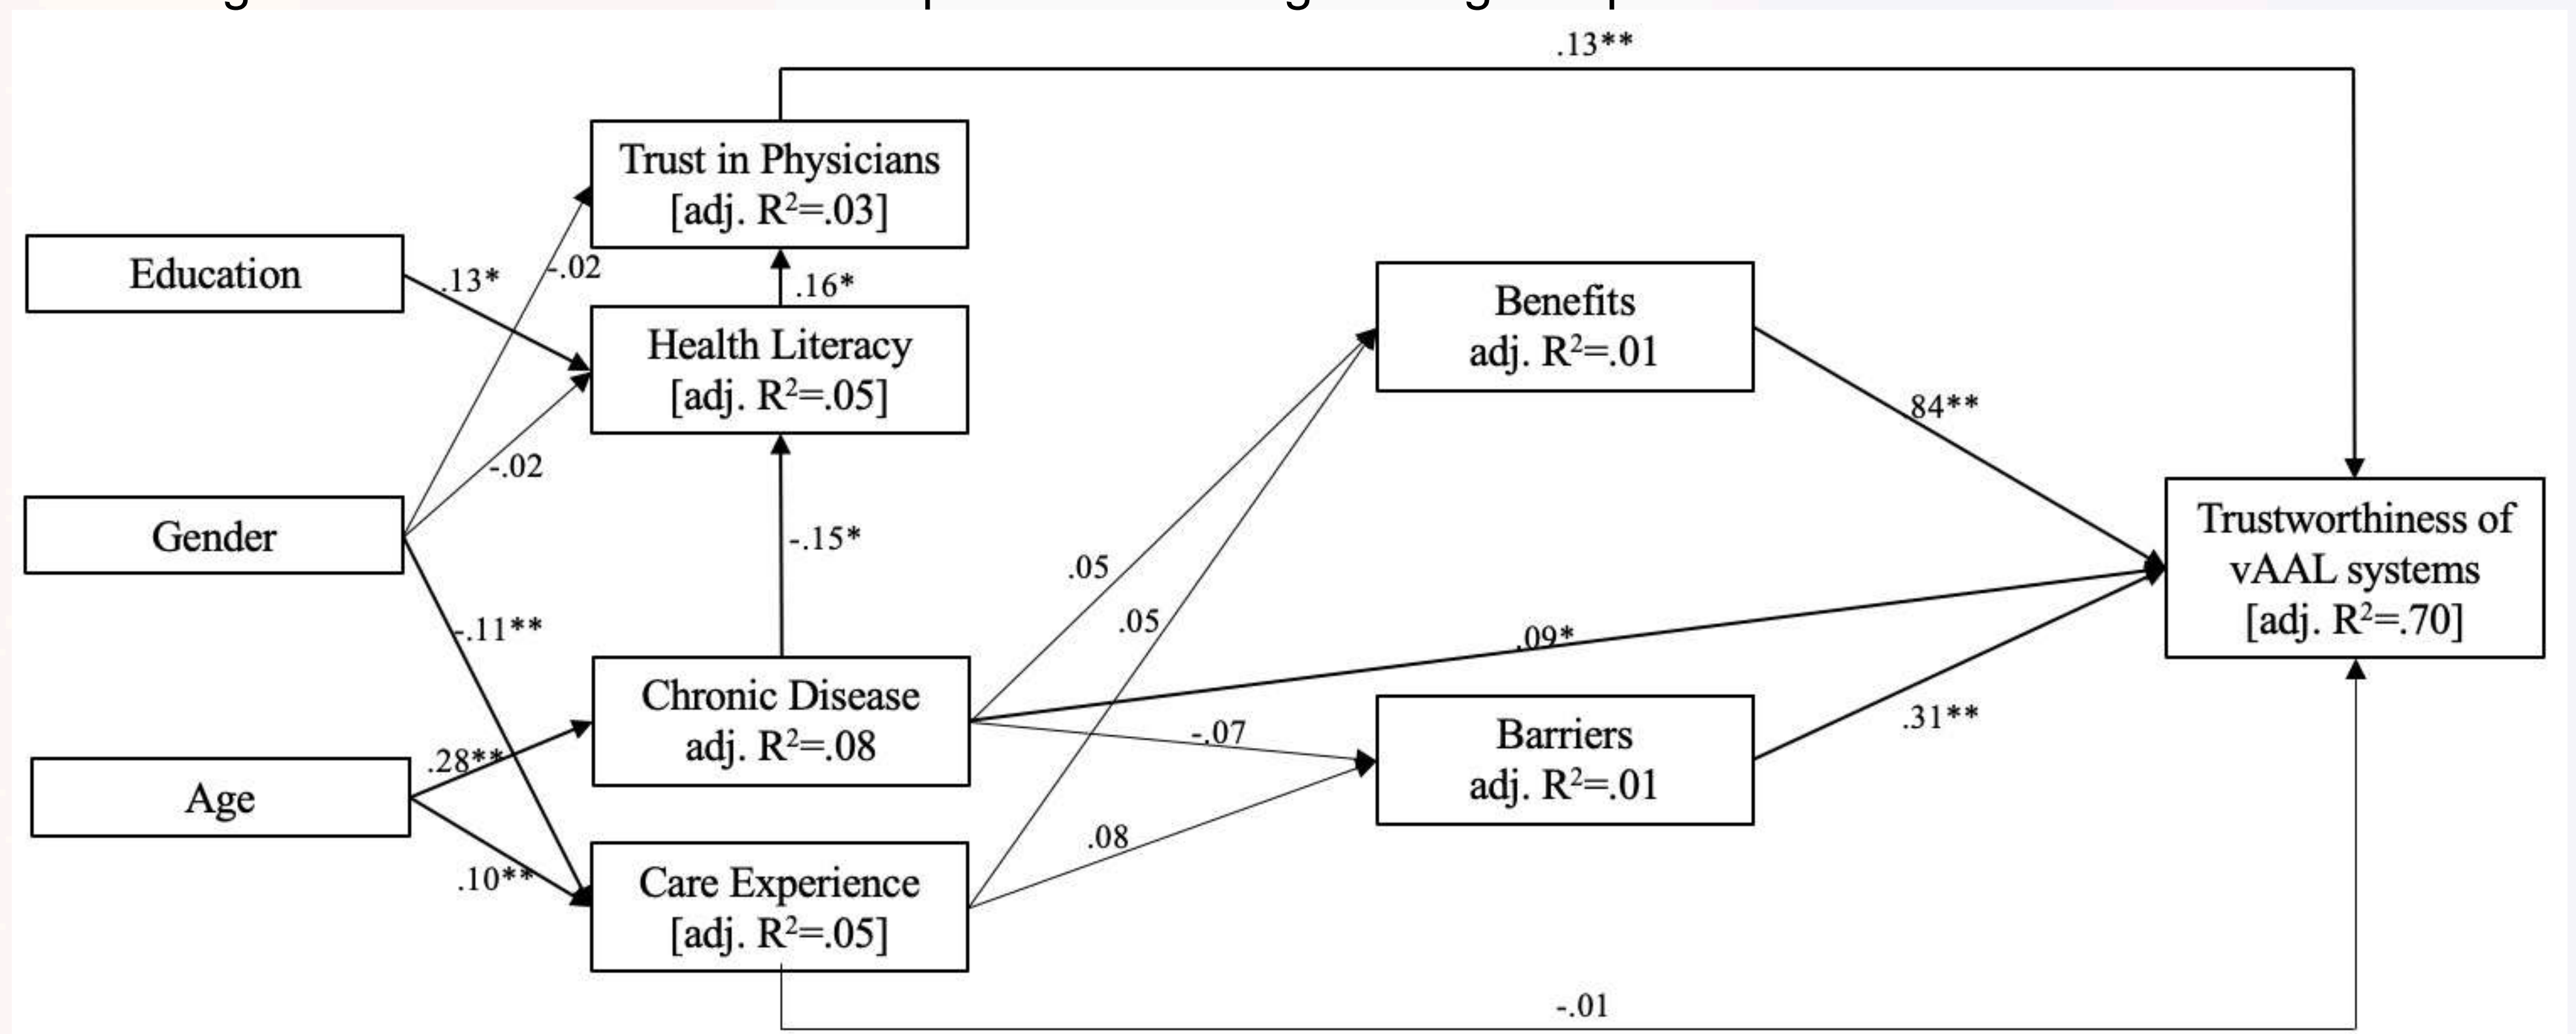 .13**
Trust in Physicians
[adj. R²=.03]
Education
.13*
-.02
.16*
Health Literacy
[adj. R²=.05]
-.02
Gender
-.15*
-.11**
Benefits
adj. R²=.01
84**
.05
.05
Trustworthiness of
vAAL systems
[adj. R²=.70]
.09*
Chronic Disease
adj. R²=.08
-.07
Barriers
adj. R²=.01
.31**
Age
.28**
.10**
.08
Care Experience
[adj. R²=.05]
-.01